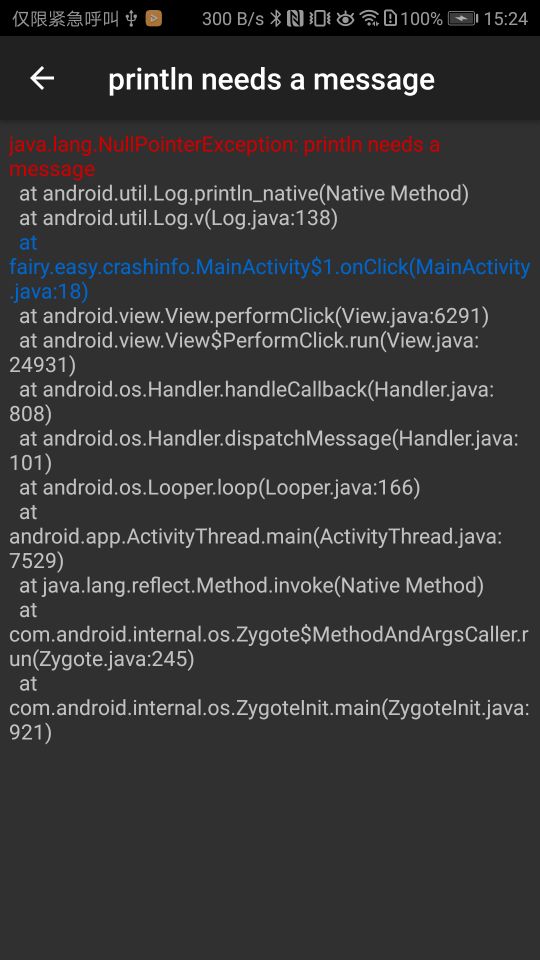 仅限紧急呼叫 300 B/s 100% 15:24
println needs a message
java.lang.NullPointerException: println needs a
message
at android.util.Log.println_native(Native Method)
at android.util.Log.v(Log.java:138)
at
fairy.easy.crashinfo.MainActivity$1.onClick(MainActivity
.java:18)
at android.view.View.performClick(View.java:6291)
at android.view.View$PerformClick.run(View.java:
24931)
at android.os.Handler.handleCallback(Handler.java:
808)
at android.os.Handler.dispatchMessage(Handler.java:
101)
at android.os.Looper.loop(Looper.java:166)
at
android.app.ActivityThread.main(ActivityThread.java:
7529)
at java.lang.reflect.Method.invoke(Native Method)
at
com.android.internal.os.Zygote$MethodAndArgsCaller.r
un(Zygote.java:245)
at
com.android.internal.os.ZygoteInit.main(ZygoteInit.java:
921)